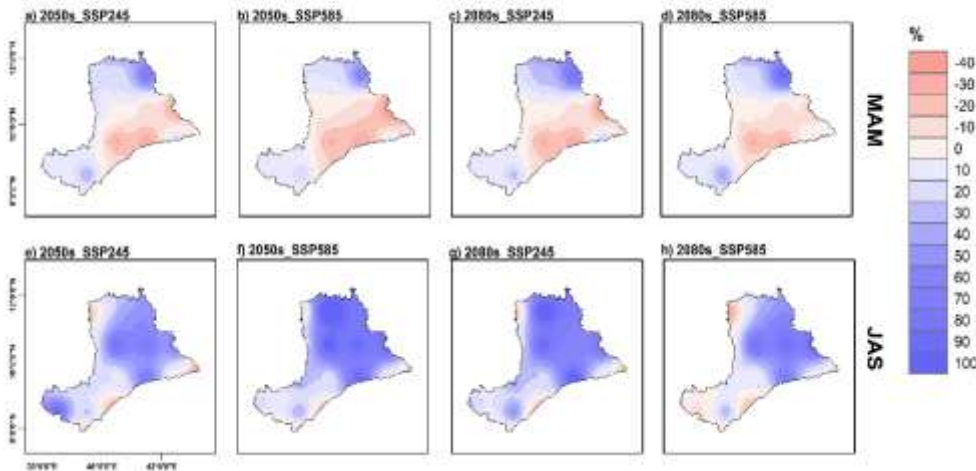 a) 2050s_SSP245
b) 2050s_SSP585
c) 2080s_SSP245
d) 2080s_SSP585
%
-40
-30
-20
-10
0
10
20
30
40
50
60
70
80
90
100
MAM
e) 2050s_SSP245
f) 2050s_SSP585
g) 2080s_SSP245
h) 2080s_SSP585
JAS